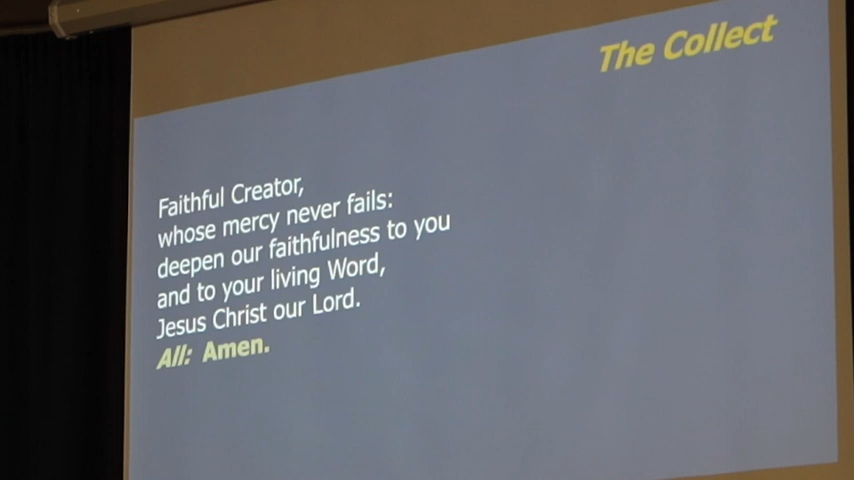 The Collect
Faithful Creator,
whose mercy never fails:
deepen our faithfulness to you
and to your living Word,
Jesus Christ our Lord.
All: Amen.